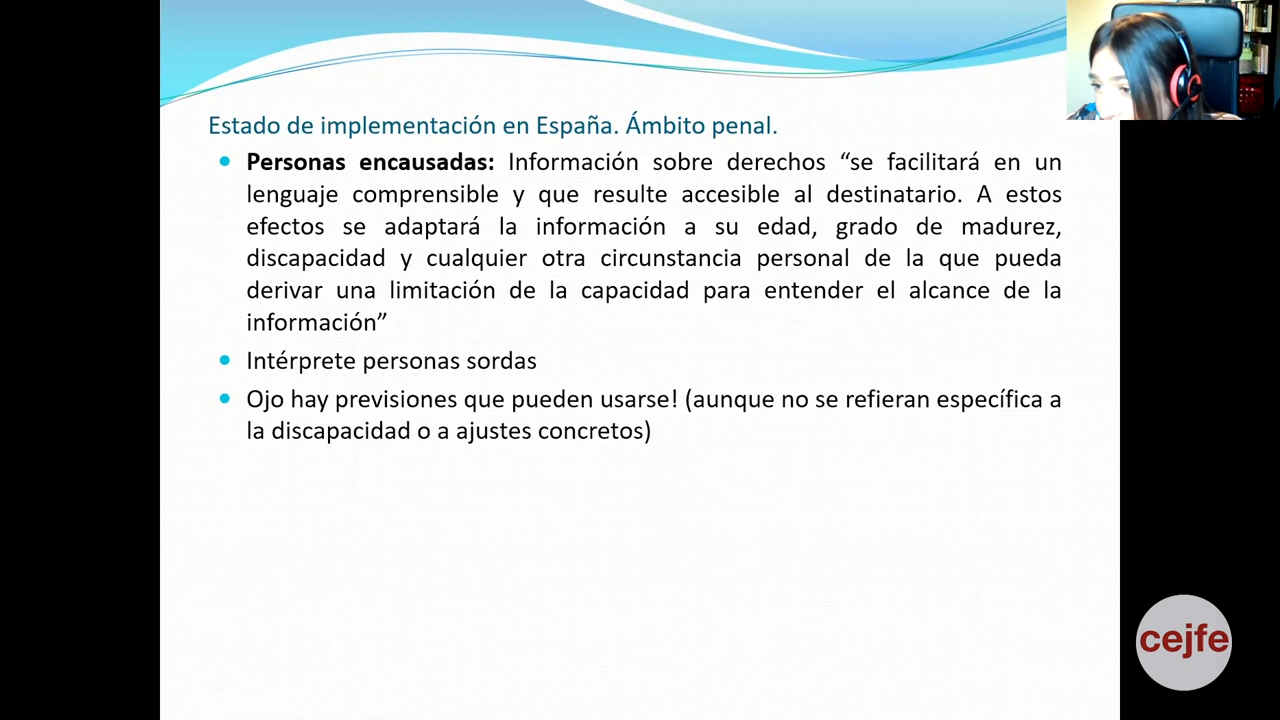 Estado de implementación en España. Ámbito penal.
Personas encausadas: Información sobre derechos “se facilitará en un
lenguaje comprensible y que resulte accesible al destinatario. A estos
efectos se adaptará la información a su edad, grado de madurez,
discapacidad y cualquier otra circunstancia personal de la que pueda
derivar una limitación de la capacidad para entender el alcance de la
información”
Intérprete personas sordas
Ojo hay previsiones que pueden usarse! (aunque no se refieran específica a
la discapacidad o a ajustes concretos)
cejfe